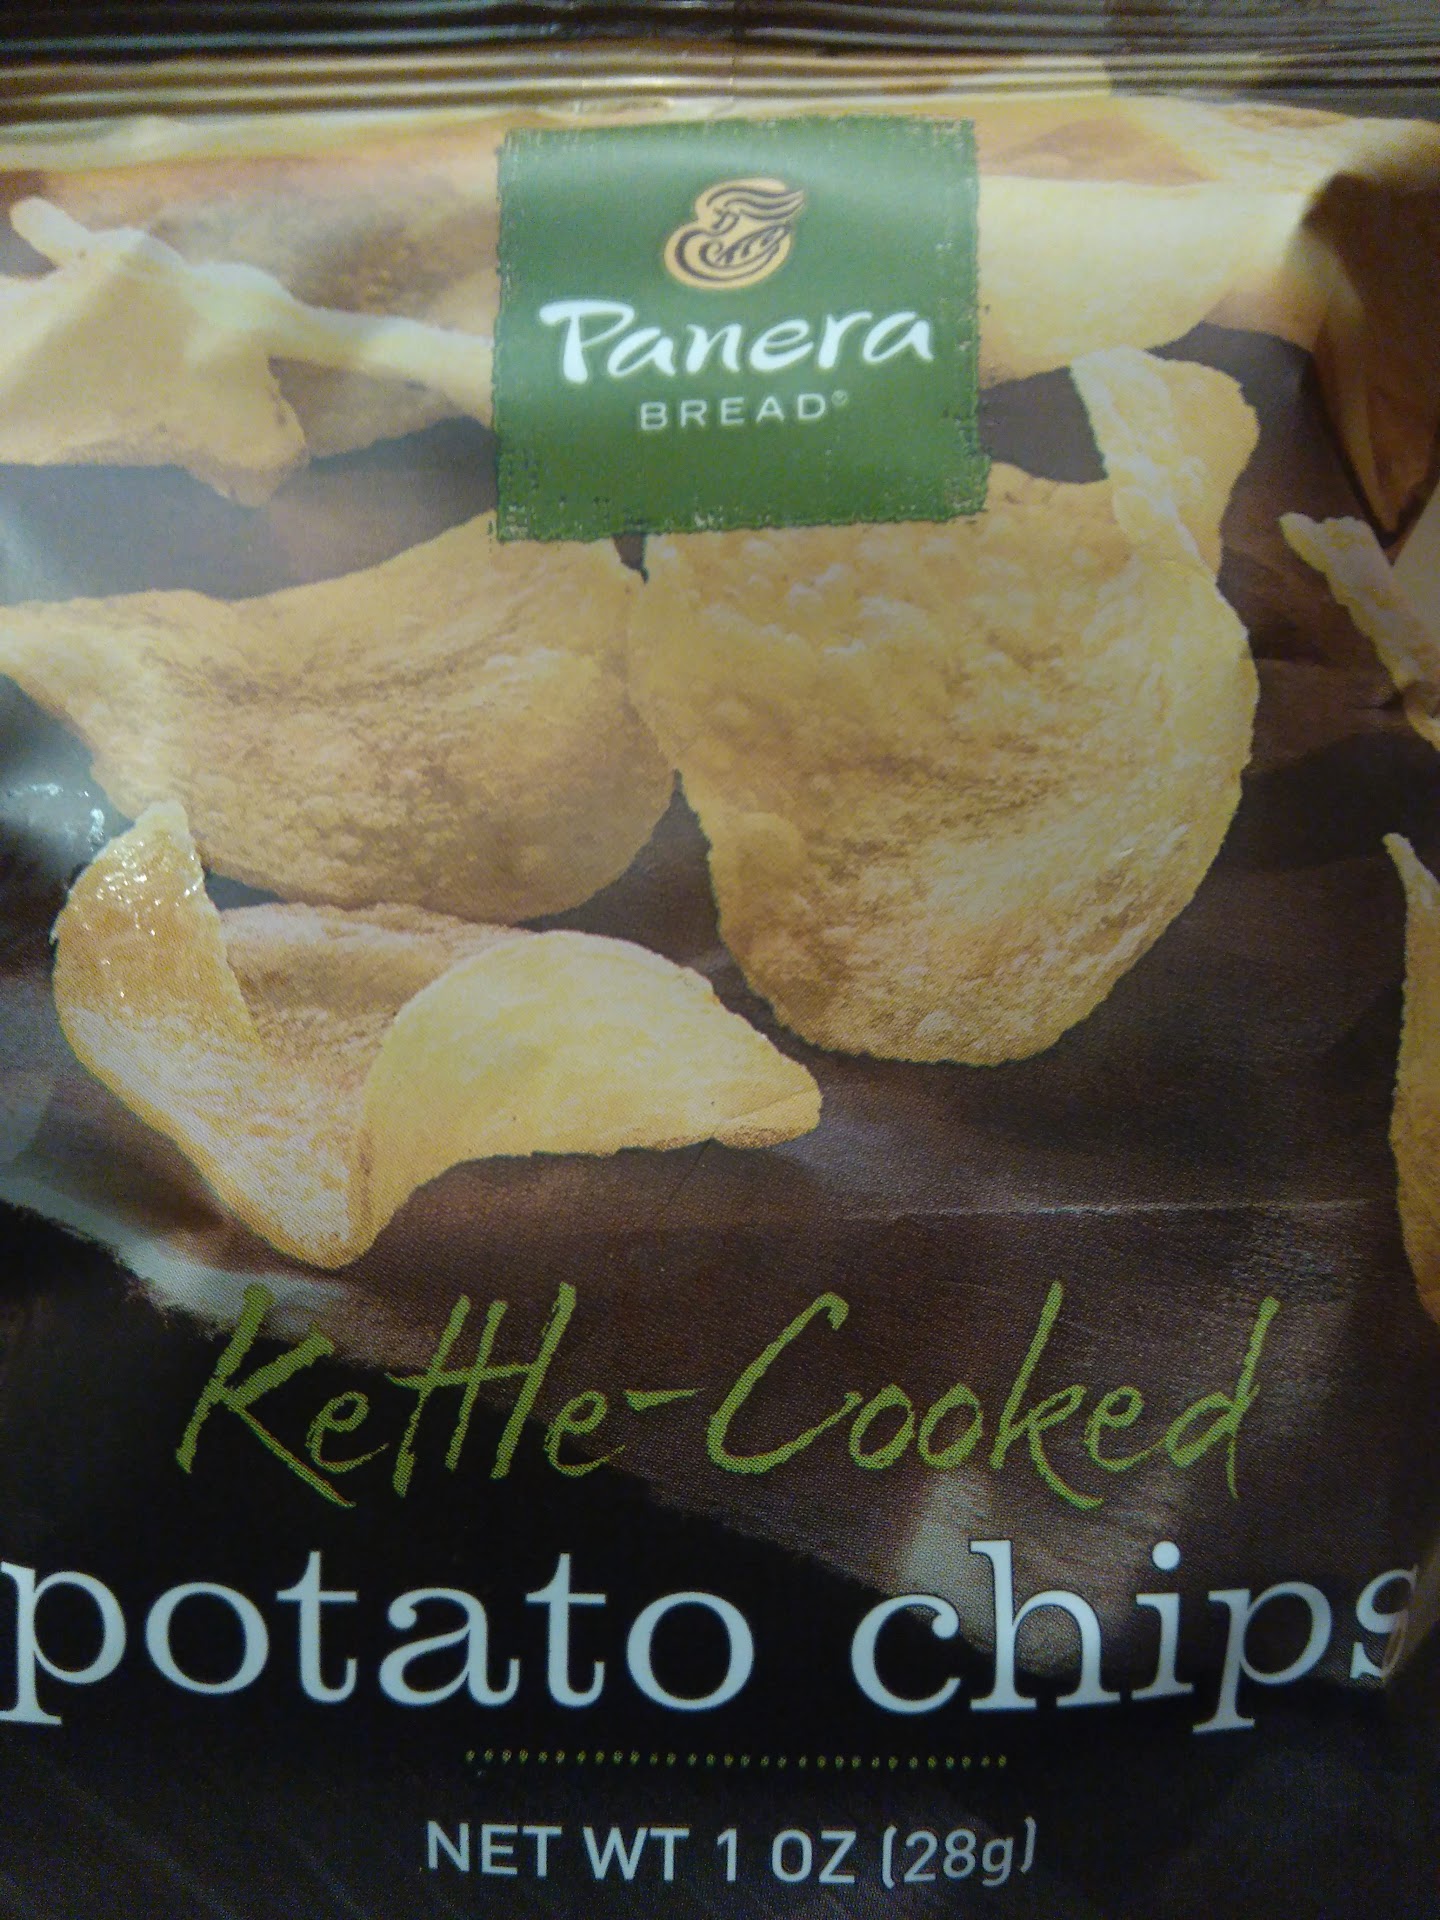 Panera
BREAD®
Kettle-Cooked
potato chips
NET WT 1 OZ (28g)